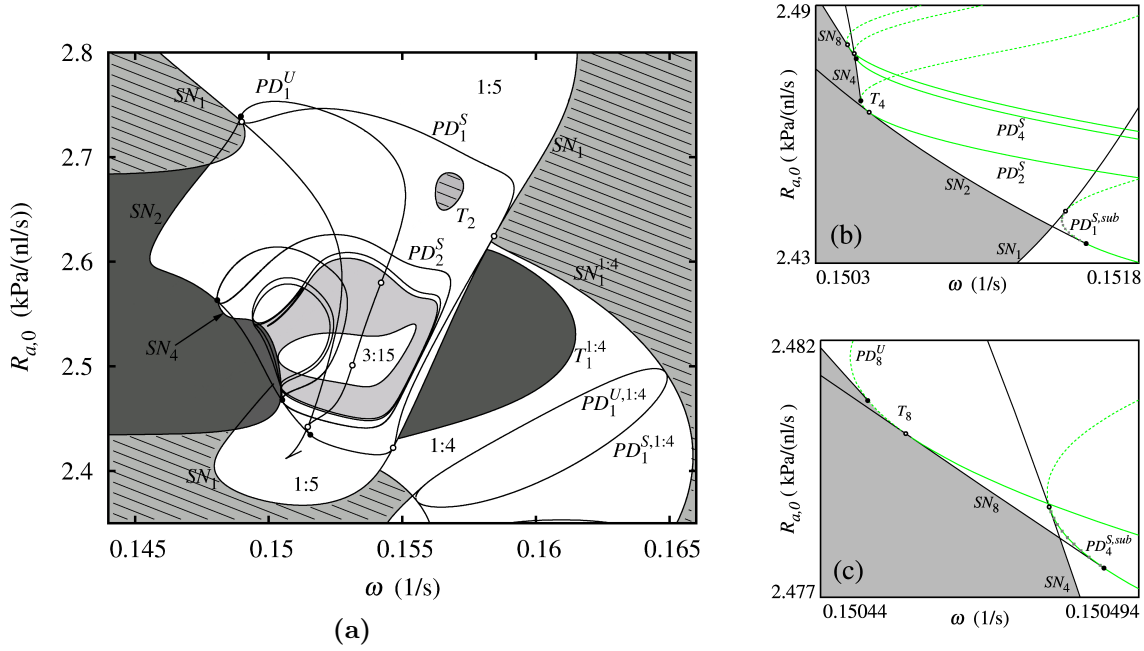 2.8
2.7
2.6
2.5
2.4
R_{a,0} (kPa/(nl/s))
0.145
0.15
0.155
0.16
0.165
ω (1/s)
(a)
SN_1
PD_1^U
1:5
PD_1^S
SN_1
T_2
SN_2
PD_2^S
SN_1^{1:4}
SN_4
3:15
T_1^{1:4}
PD_1^{U,1:4}
PD_1^{S,1:4}
1:4
SN_1
1:5
2.49
R_{a,0} ( kPa/(nl/s)
2.43
0.1503
0.1518
ω (1/s)
SN_8
SN_4
T_4
PD_4^S
PD_2^S
SN_2
PD_1^{S,sub}
SN_1
(b)
2.482
R_{a,0} ( kPa/(nl/s)
2.477
0.15044
0.150494
ω (1/s)
PD_8^U
T_8
SN_8
PD_4^{S,sub}
SN_4
(c)